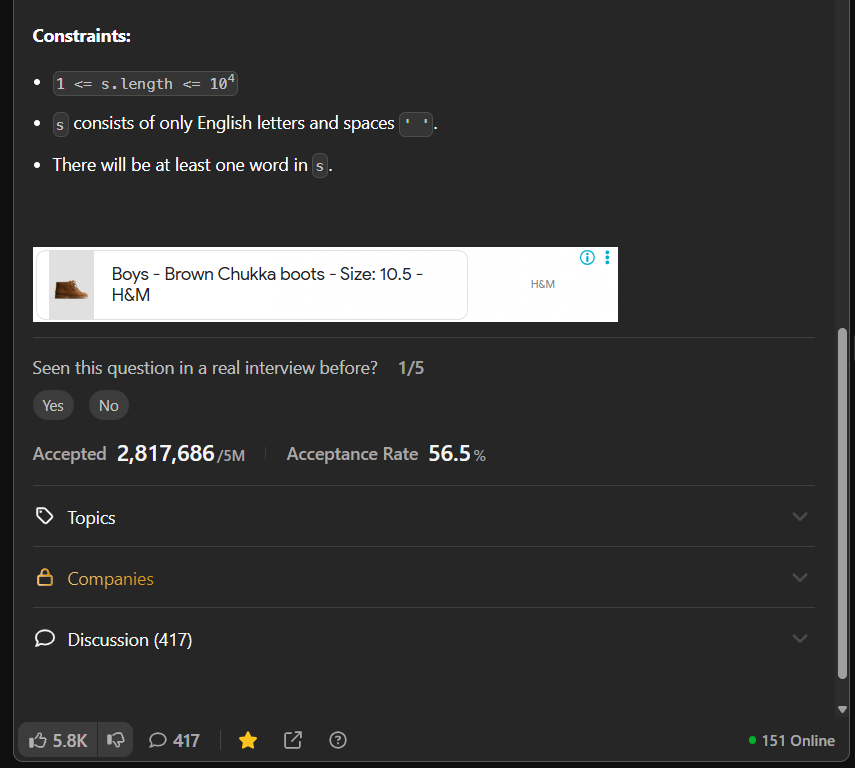 Constraints:
1 <= s.length <= 10⁴
s consists of only English letters and spaces ' '.
There will be at least one word in s.
Boys - Brown Chukka boots - Size: 10.5 -
H&M
H&M
Seen this question in a real interview before? 1/5
Yes No
Accepted 2,817,686/5M Acceptance Rate 56.5%
Topics
Companies
Discussion (417)
5.8K 417 151 Online